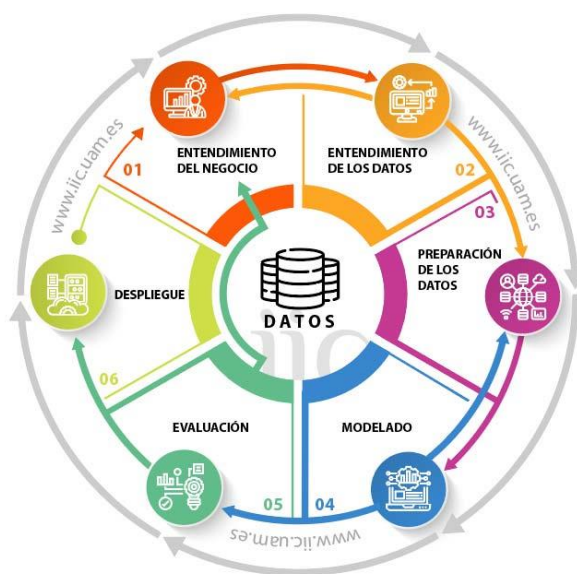 01
ENTENDIMIENTO
DEL NEGOCIO
ENTENDIMIENTO
DE LOS DATOS
02
03
PREPARACIÓN
DE LOS
DATOS
MODELADO
04
EVALUACIÓN
05
DESPLIEGUE
06
DATOS
iic
www.iic.uam.es
www.iic.uam.es
www.iic.uam.es